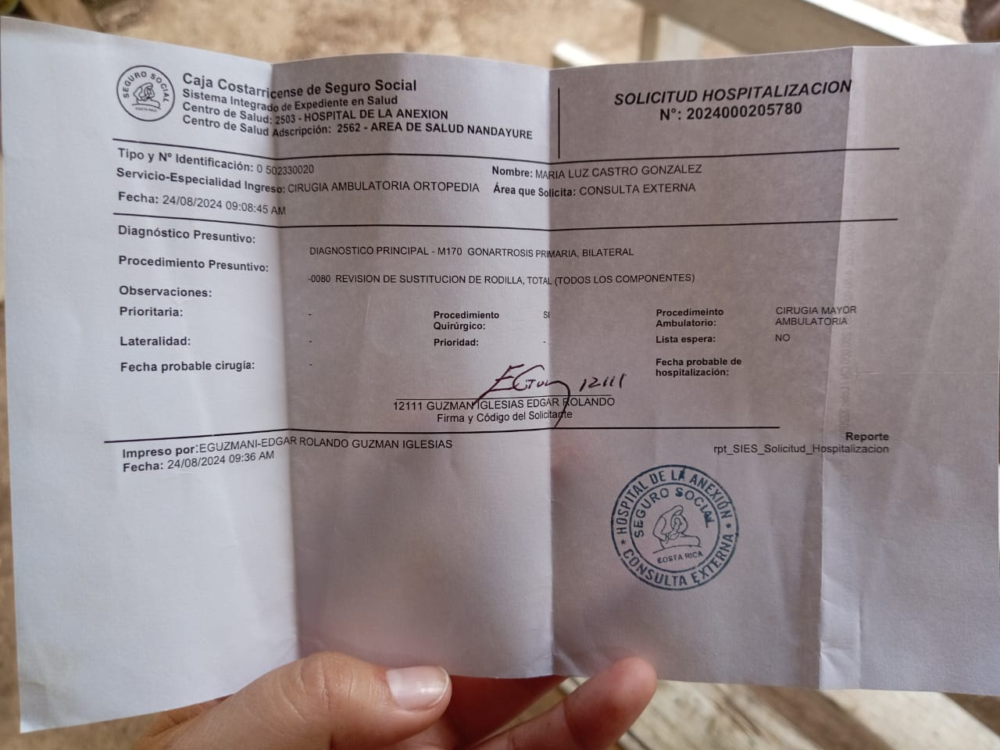 Caja Costarricense de Seguro Social
Sistema Integrado de Expediente en Salud
Centro de Salud: 2503 - HOSPITAL DE LA ANEXION
Centro de Salud Adscripción: 2562 - AREA DE SALUD NANDAYURE
SEGURO SOCIAL
COSTA RICA
SOLICITUD HOSPITALIZACION
N°: 2024000205780
Tipo y Nº Identificación: 0 502330020
Nombre: MARIA LUZ CASTRO GONZALEZ
Servicio-Especialidad Ingreso: CIRUGIA AMBULATORIA ORTOPEDIA
Área que Solicita: CONSULTA EXTERNA
Fecha: 24/08/2024 09:08:45 AM
Diagnóstico Presuntivo:
DIAGNOSTICO PRINCIPAL - M170 GONARTROSIS PRIMARIA, BILATERAL
Procedimiento Presuntivo:
-0080 REVISION DE SUSTITUCION DE RODILLA, TOTAL (TODOS LOS COMPONENTES)
Observaciones:
Prioritaria: -
Procedimiento Quirúrgico: SI
Procedimeinto Ambulatorio: CIRUGIA MAYOR AMBULATORIA
Lateralidad: -
Prioridad: -
Lista espera: NO
Fecha probable cirugía: -
Fecha probable de hospitalización:
12111
12111 GUZMAN IGLESIAS EDGAR ROLANDO
Firma y Código del Solicitante
Impreso por:EGUZMANI-EDGAR ROLANDO GUZMAN IGLESIAS
Fecha: 24/08/2024 09:36 AM
Reporte
rpt_SIES_Solicitud_Hospitalizacion
HOSPITAL DE LA ANEXIÓN
SEGURO SOCIAL
COSTA RICA
CONSULTA EXTERNA